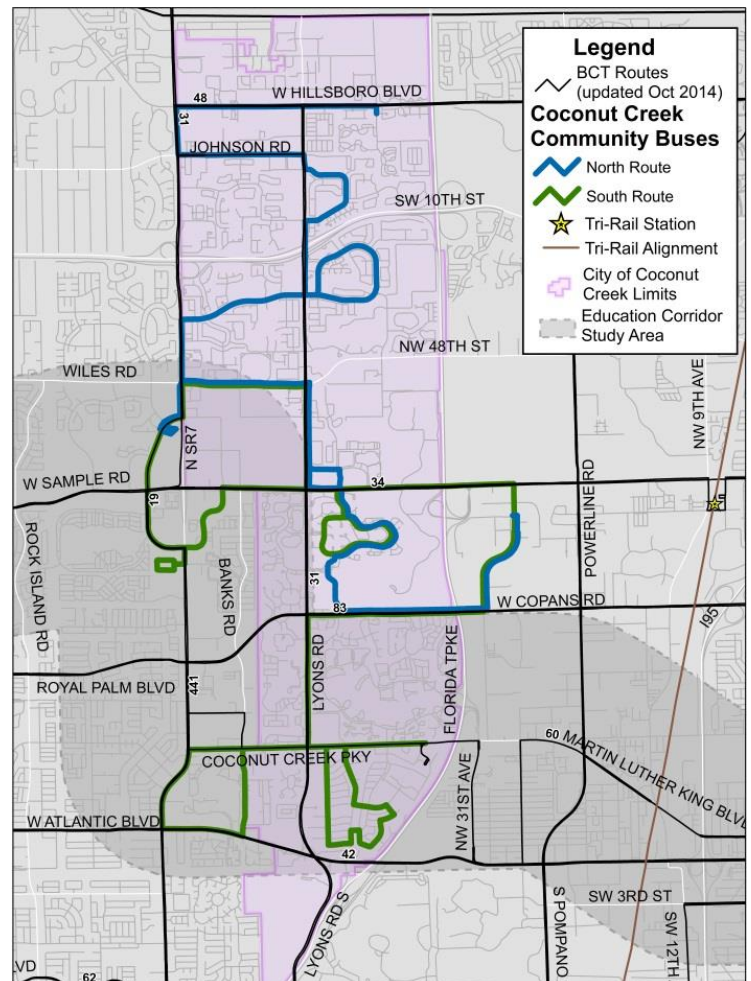 Legend
BCT Routes
(updated Oct 2014)
Coconut Creek
Community Buses
North Route
South Route
Tri-Rail Station
Tri-Rail Alignment
City of Coconut
Creek Limits
Education Corridor
Study Area
48
W HILLSBORO BLVD
31
JOHNSON RD
SW 10TH ST
NW 48TH ST
WILES RD
NW 9TH AVE
N SR7
W SAMPLE RD
34
19
POWERLINE RD
ROCK ISLAND RD
BANKS RD
31
83
W COPANS RD
I95
LYONS RD
FLORIDA TPKE
ROYAL PALM BLVD
441
60
MARTIN LUTHER KING BLVD
COCONUT CREEK PKY
NW 31ST AVE
W ATLANTIC BLVD
42
SW 3RD ST
LYONS RD S
S POMPANO
SW 12TH
VD
62